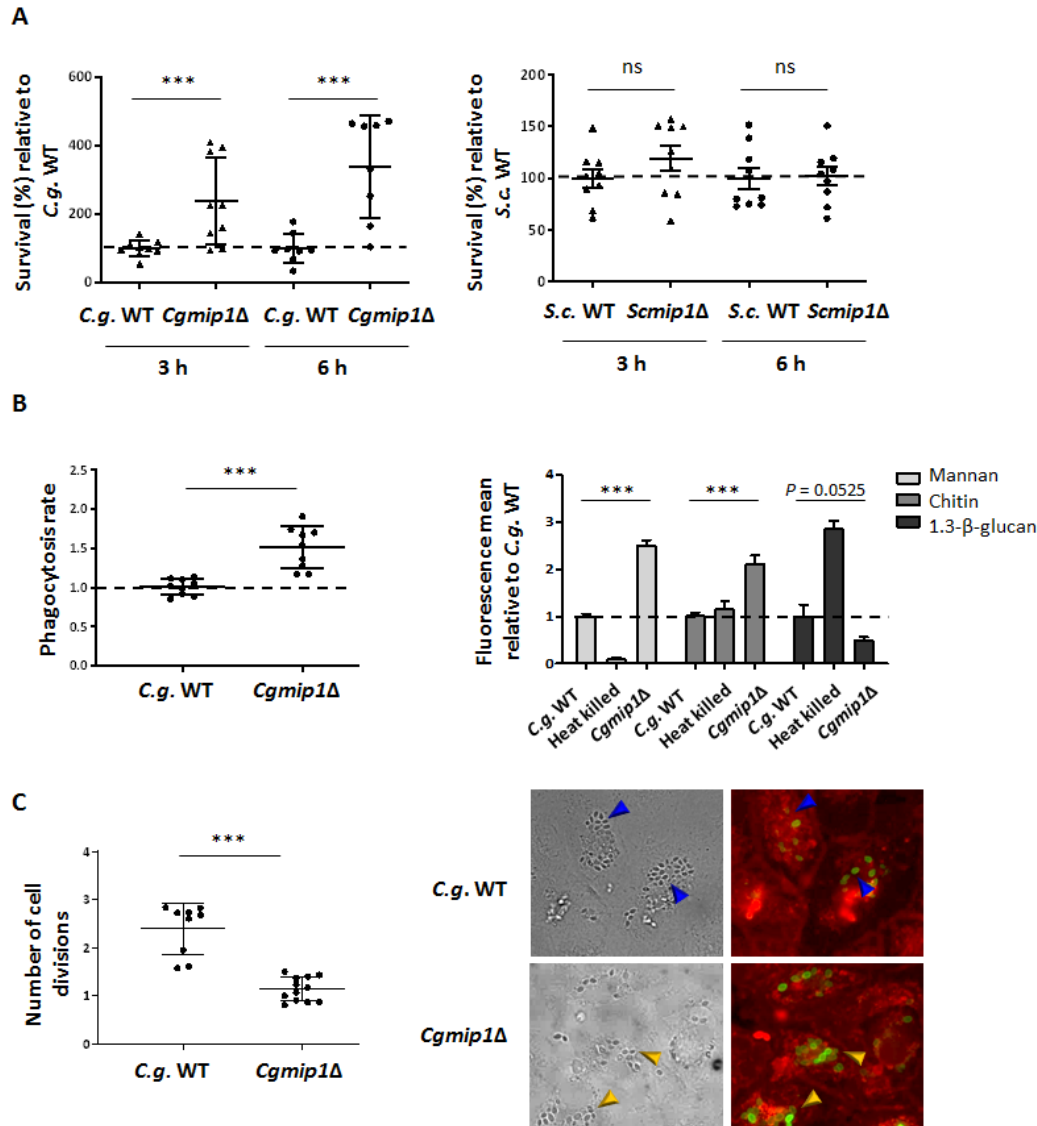 A
Survival (%) relative to
C.g. WT
600
400
200
0
***
***
C.g. WT Cgmip1Δ C.g. WT Cgmip1Δ
3 h
6 h
Survival (%) relative to
S.c. WT
200
150
100
50
0
ns
ns
S.c. WT Scmip1Δ S.c. WT Scmip1Δ
3 h
6 h
B
Phagocytosis rate
2.5
2.0
1.5
1.0
0.5
0.0
***
C.g. WT
Cgmip1Δ
Fluorescence mean
relative to C.g. WT
4
3
2
1
0
***
***
P = 0.0525
Mannan
Chitin
1.3-β-glucan
C.g. WT
Heat killed
Cgmip1Δ
C.g. WT
Heat killed
Cgmip1Δ
C.g. WT
Heat killed
Cgmip1Δ
C
Number of cell
divisions
4
3
2
1
0
***
C.g. WT
Cgmip1Δ
C.g. WT
Cgmip1Δ